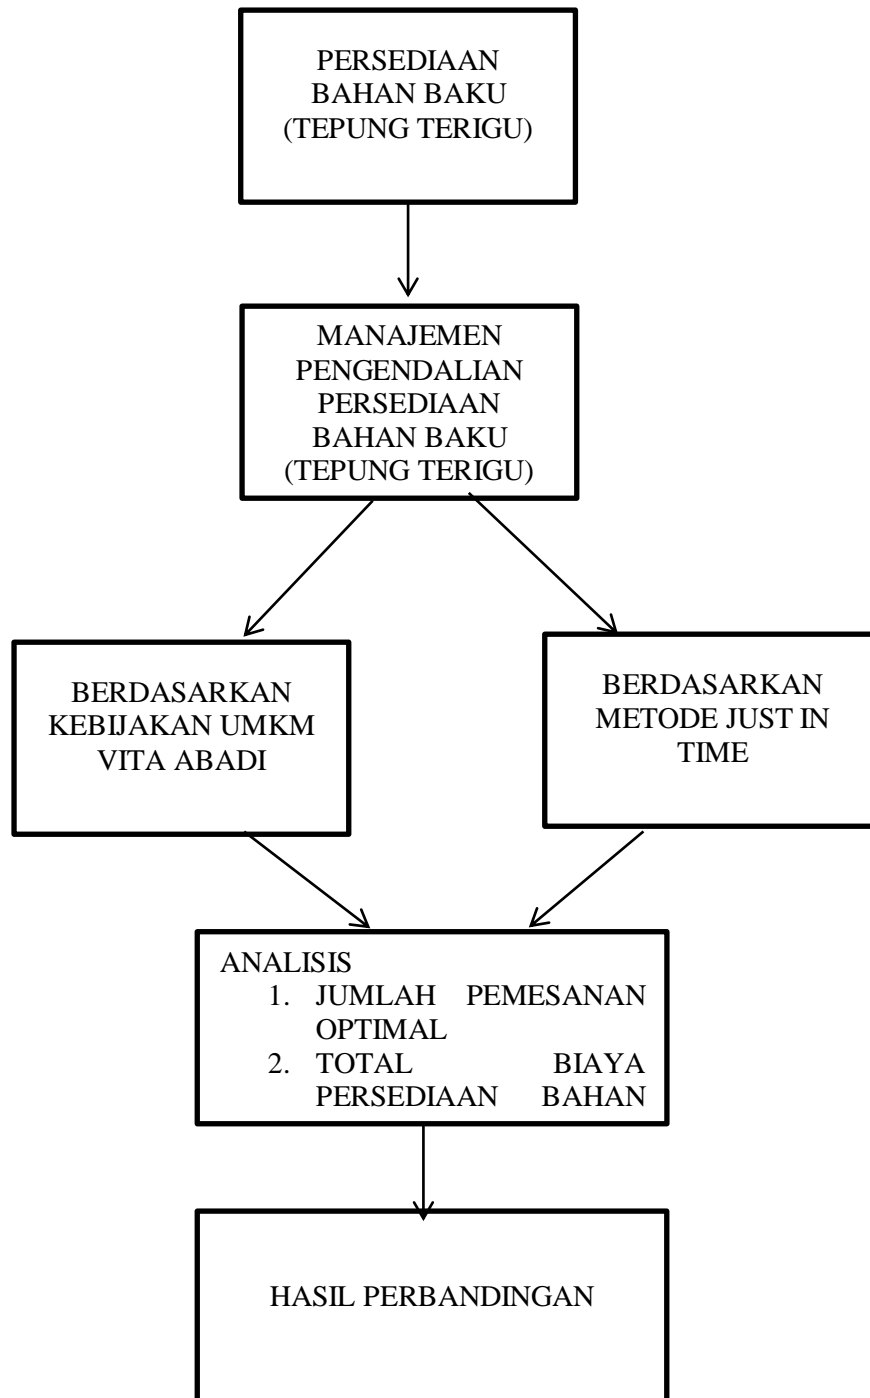 PERSEDIAAN
BAHAN BAKU
(TEPUNG TERIGU)
MANAJEMEN
PENGENDALIAN
PERSEDIAAN
BAHAN BAKU
(TEPUNG TERIGU)
BERDASARKAN
KEBIJAKAN UMKM
VITA ABADI
BERDASARKAN
METODE JUST IN
TIME
ANALISIS
1. JUMLAH PEMESANAN
OPTIMAL
2. TOTAL BIAYA
PERSEDIAAN BAHAN
HASIL PERBANDINGAN